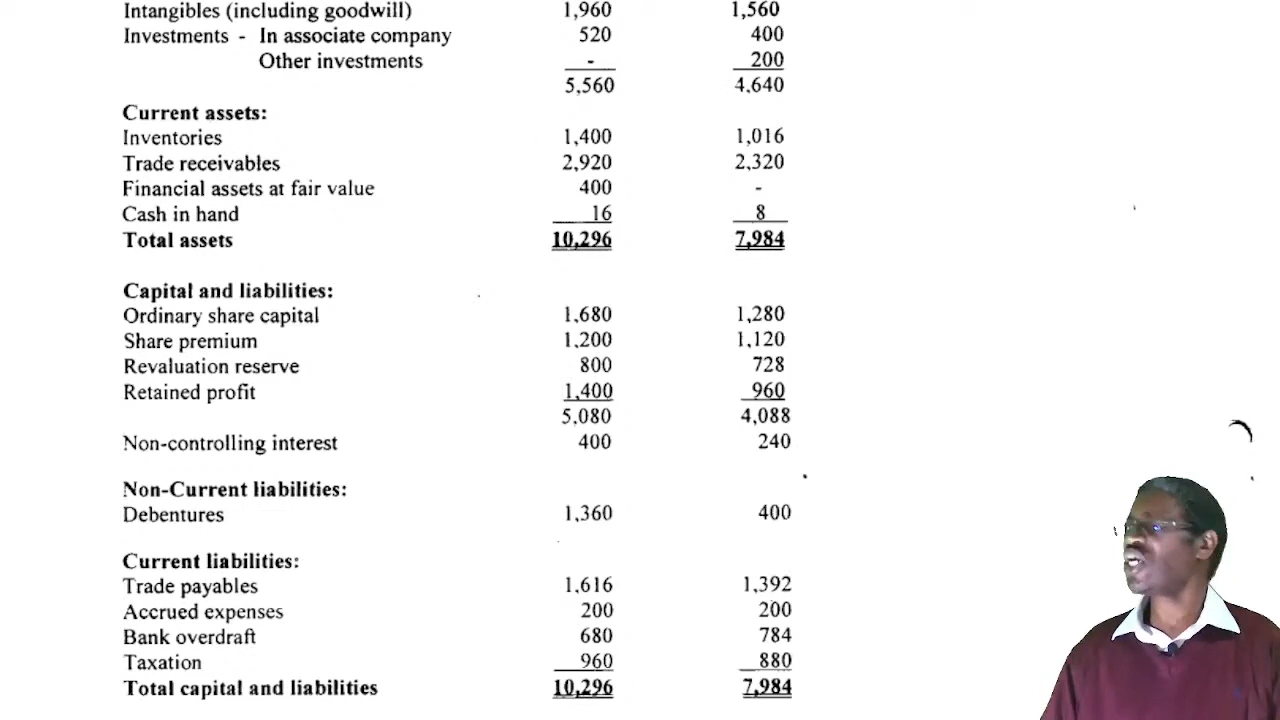 Intangibles (including goodwill) 1,960 1,560
Investments - In associate company 520 400
Other investments - 200
5,560 4,640
Current assets:
Inventories 1,400 1,016
Trade receivables 2,920 2,320
Financial assets at fair value 400 -
Cash in hand 16 8
Total assets 10,296 7,984
Capital and liabilities:
Ordinary share capital 1,680 1,280
Share premium 1,200 1,120
Revaluation reserve 800 728
Retained profit 1,400 960
5,080 4,088
Non-controlling interest 400 240
Non-Current liabilities:
Debentures 1,360 400
Current liabilities:
Trade payables 1,616 1,392
Accrued expenses 200 200
Bank overdraft 680 784
Taxation 960 880
Total capital and liabilities 10,296 7,984